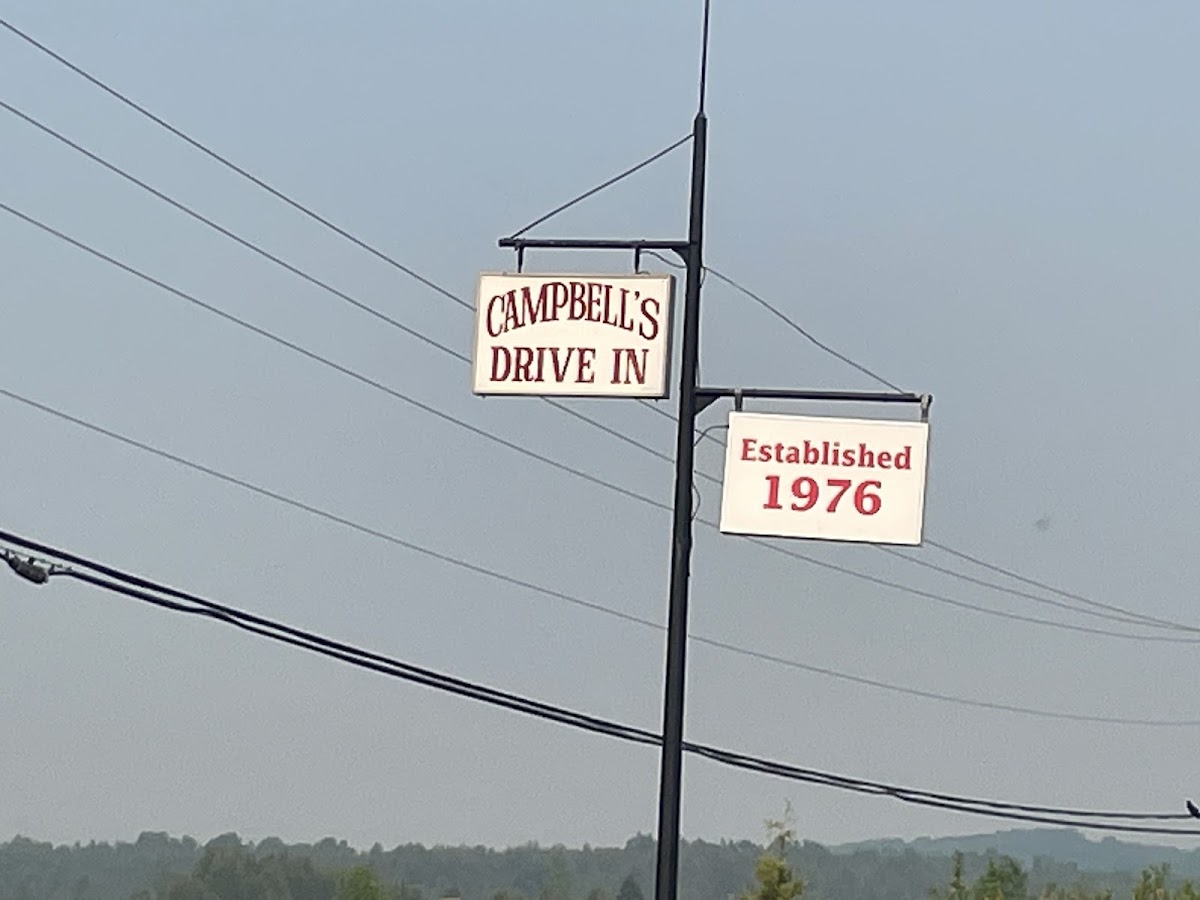 CAMPBELL'S
DRIVE IN
Established
1976